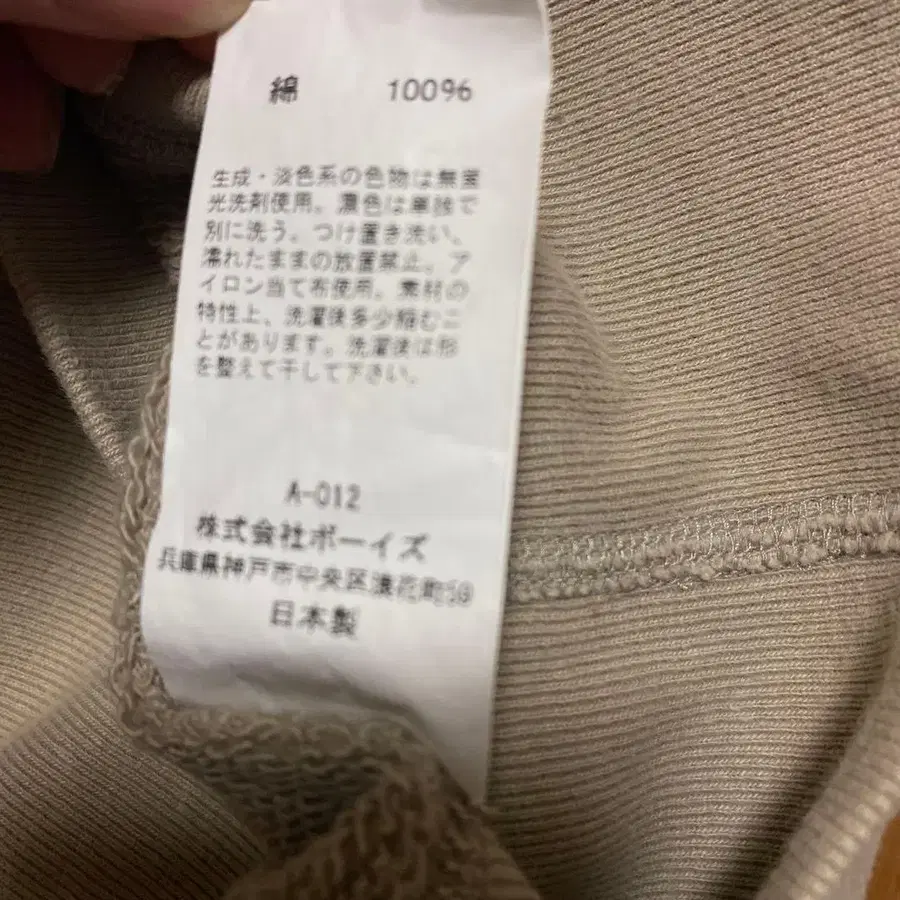 綿 100%
生成・淡色系の色物は無蛍
光洗剤使用。濃色は単独で
別に洗う。つけ置き洗い、
濡れたままの放置禁止。ア
イロン当て布使用。素材の
特性上、洗濯後多少縮むこ
とがあります。洗濯後は形
を整えて干して下さい。
A-012
株式会社ボーイズ
兵庫県神戸市中央区浪花町59
日本製